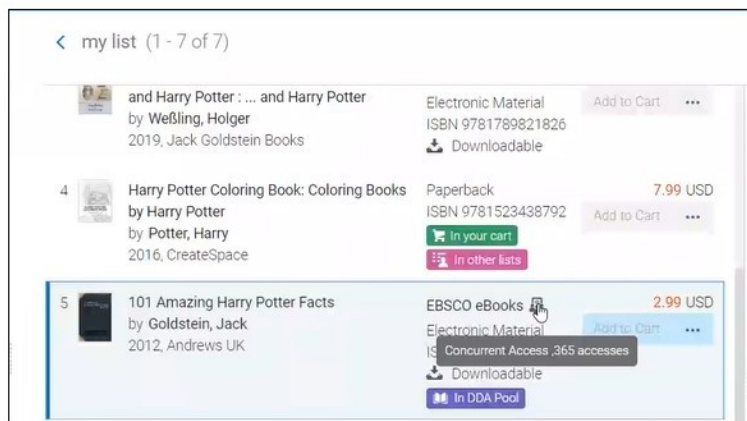 my list (1 - 7 of 7)
and Harry Potter : ... and Harry Potter
by Weßling, Holger
2019, Jack Goldstein Books
Electronic Material
ISBN 9781789821826
Downloadable
Add to Cart
4
Harry Potter Coloring Book: Coloring Books
by Harry Potter
by Potter, Harry
2016, CreateSpace
Paperback
ISBN 9781523438792
In your cart
In other lists
7.99 USD
Add to Cart
5
101 Amazing Harry Potter Facts
by Goldstein, Jack
2012, Andrews UK
EBSCO eBooks
Electronic Material
Concurrent Access ,365 accesses
Downloadable
In DDA Pool
2.99 USD
Add to Cart